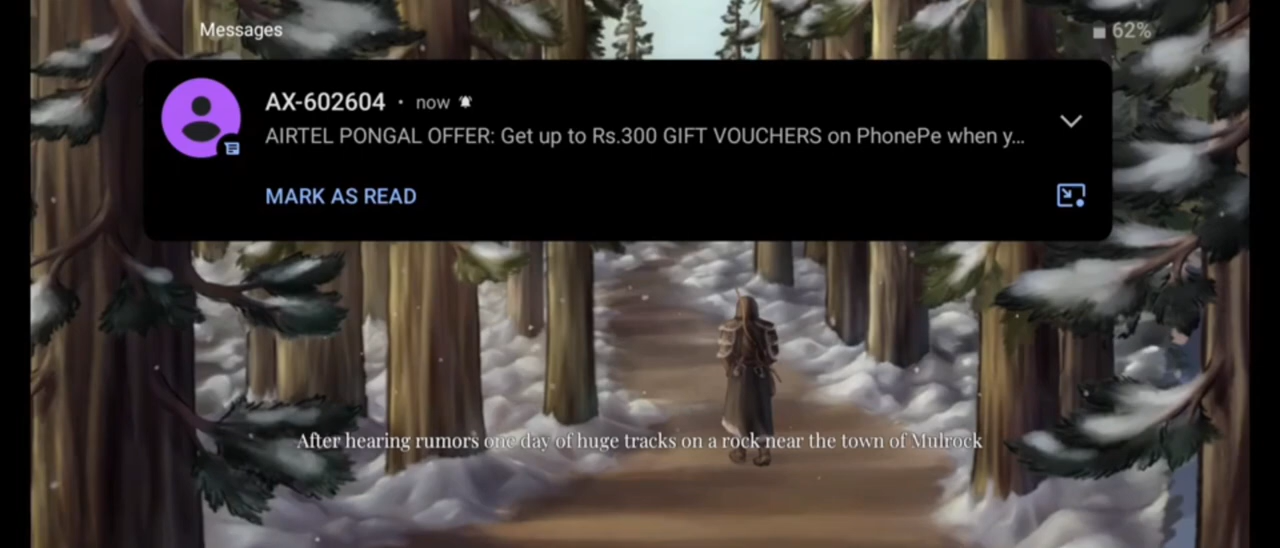 Messages
62%
AX-602604 • now
AIRTEL PONGAL OFFER: Get up to Rs.300 GIFT VOUCHERS on PhonePe when y...
MARK AS READ
After hearing rumors one day of huge tracks on a rock near the town of Mulrock